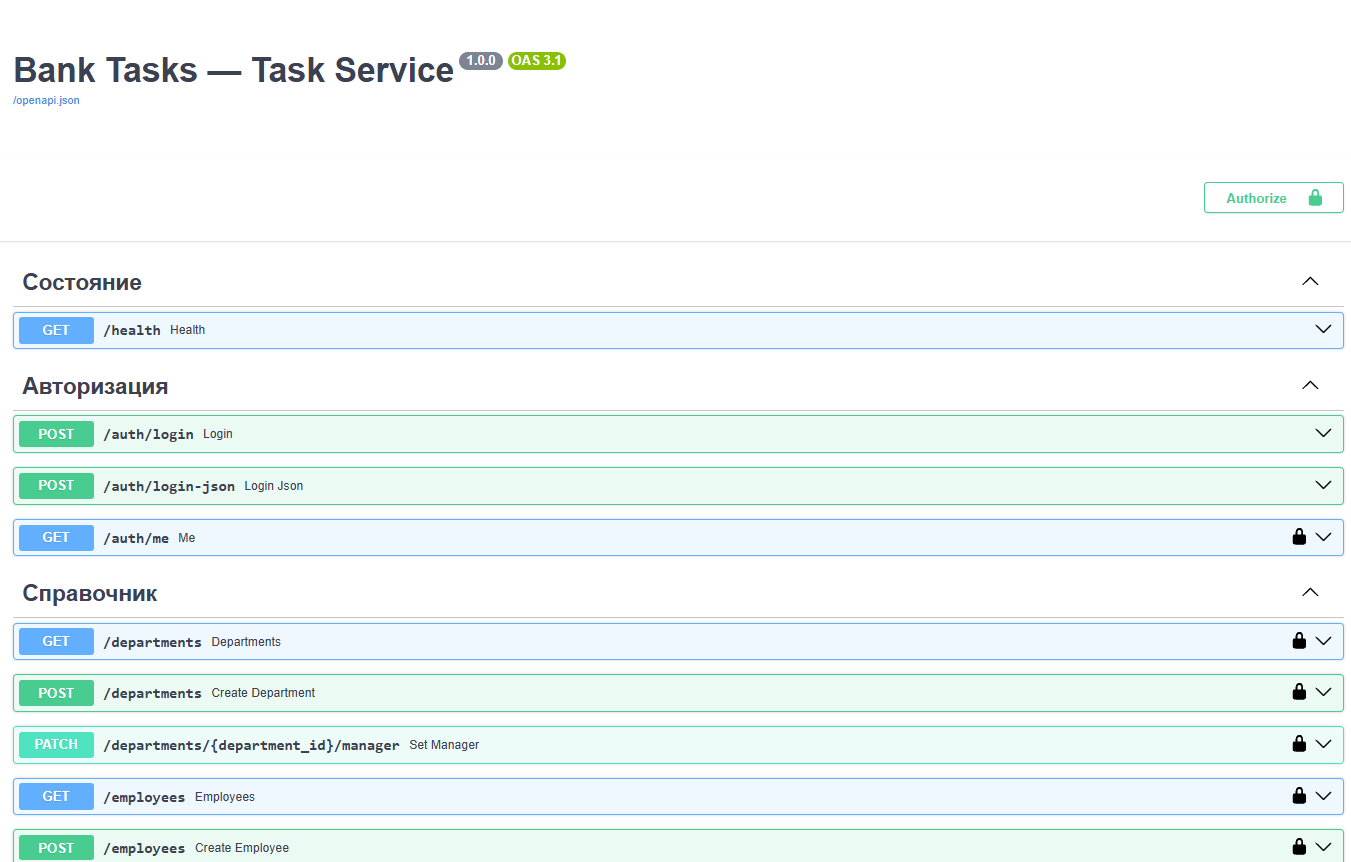 Bank Tasks — Task Service 1.0.0 OAS 3.1
/openapi.json
Authorize
Состояние
GET /health Health
Авторизация
POST /auth/login Login
POST /auth/login-json Login Json
GET /auth/me Me
Справочник
GET /departments Departments
POST /departments Create Department
PATCH /departments/{department_id}/manager Set Manager
GET /employees Employees
POST /employees Create Employee